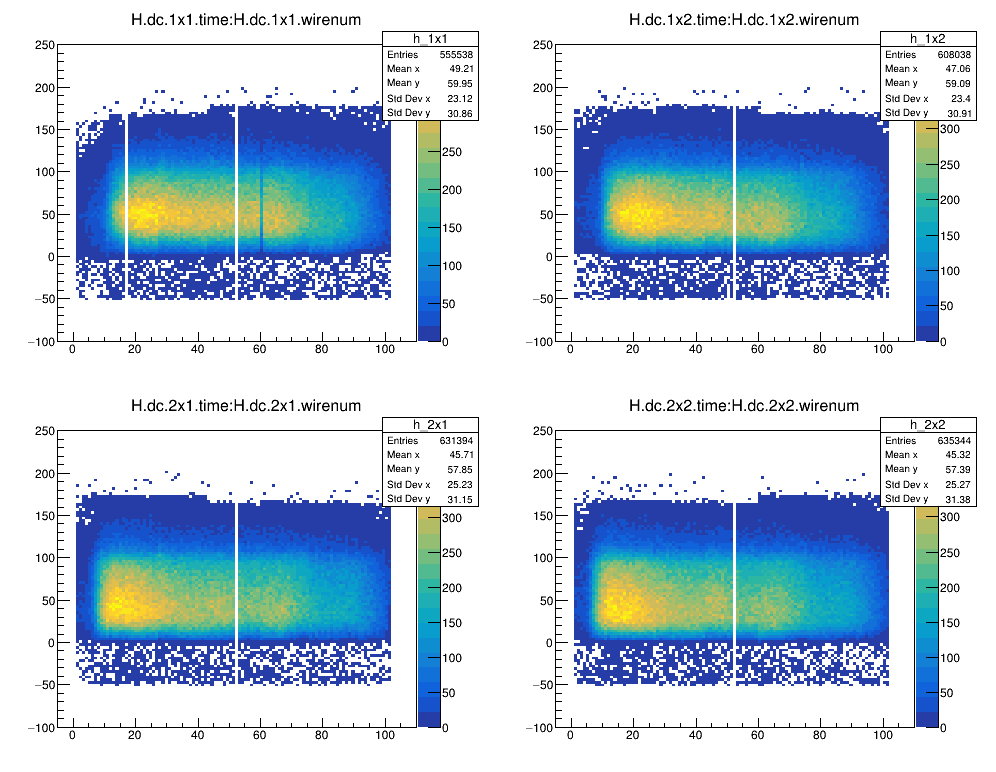 H.dc.1x1.time:H.dc.1x1.wirenum
h_1x1
Entries 555538
Mean x 49.21
Mean y 59.95
Std Dev x 23.12
Std Dev y 30.86
250
200
150
100
50
0
−50
−100
0 20 40 60 80 100
250
200
150
100
50
0
H.dc.1x2.time:H.dc.1x2.wirenum
h_1x2
Entries 608038
Mean x 47.06
Mean y 59.09
Std Dev x 23.4
Std Dev y 30.91
250
200
150
100
50
0
−50
−100
0 20 40 60 80 100
300
250
200
150
100
50
0
H.dc.2x1.time:H.dc.2x1.wirenum
h_2x1
Entries 631394
Mean x 45.71
Mean y 57.85
Std Dev x 25.23
Std Dev y 31.15
250
200
150
100
50
0
−50
−100
0 20 40 60 80 100
300
250
200
150
100
50
0
H.dc.2x2.time:H.dc.2x2.wirenum
h_2x2
Entries 635344
Mean x 45.32
Mean y 57.39
Std Dev x 25.27
Std Dev y 31.38
250
200
150
100
50
0
−50
−100
0 20 40 60 80 100
300
250
200
150
100
50
0